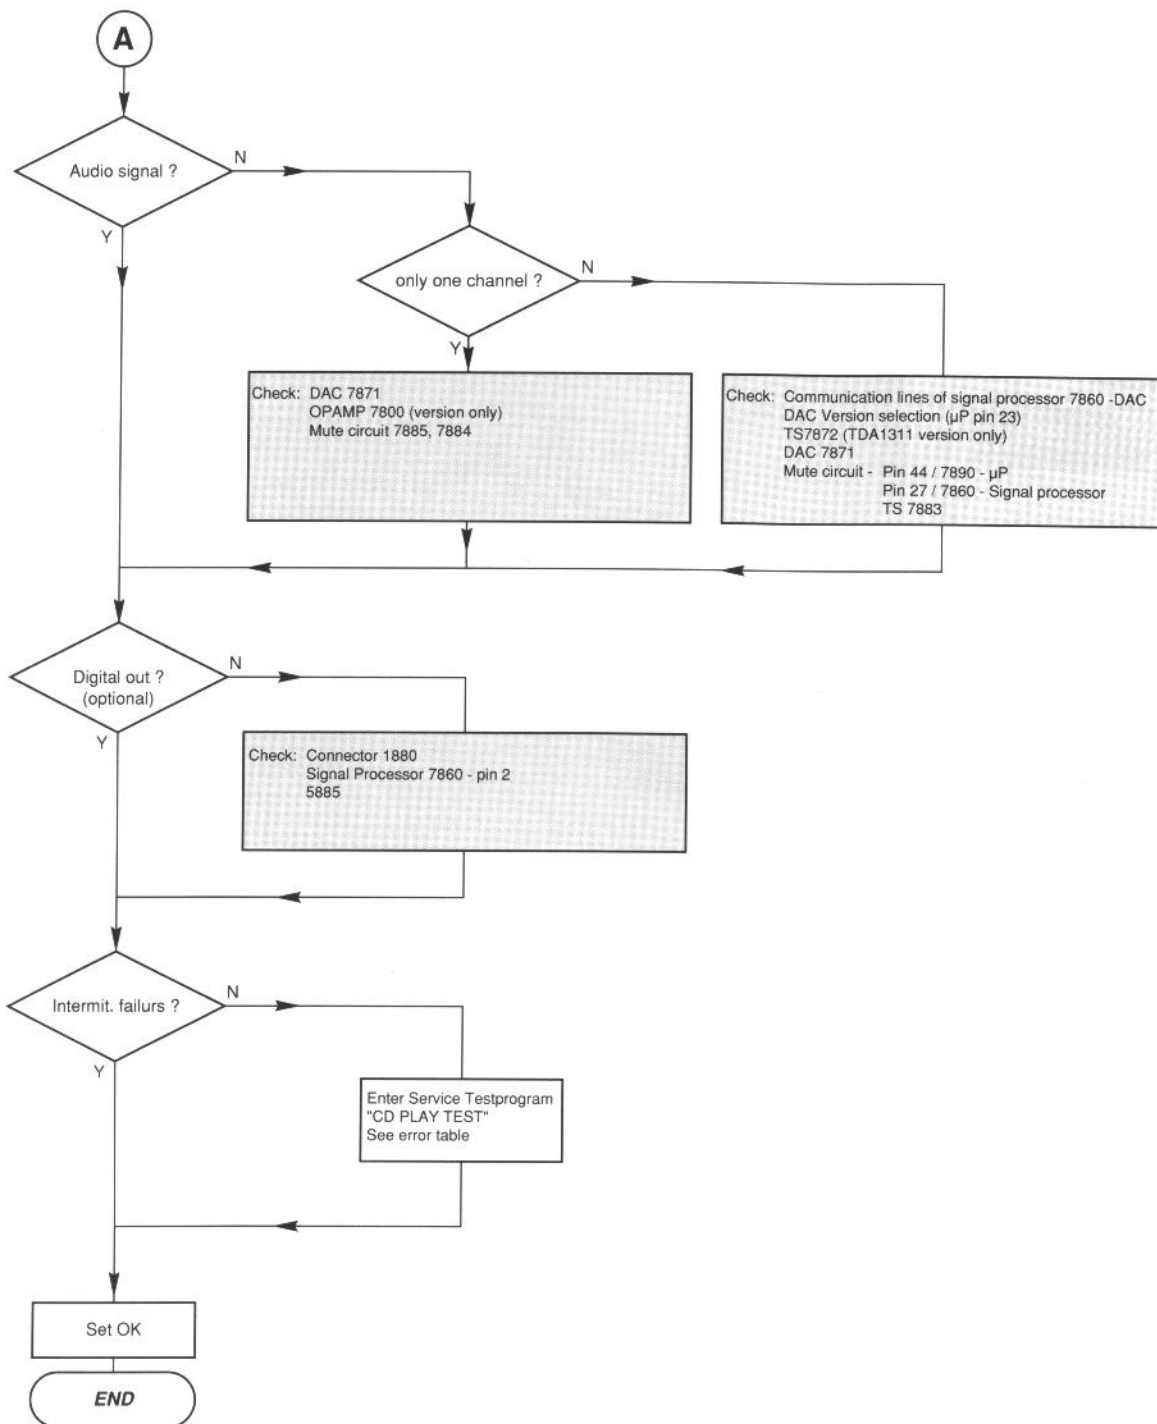 A
Audio signal ?
N
Y
only one channel ?
N
Y
Check: DAC 7871
OPAMP 7800 (version only)
Mute circuit 7885, 7884
Check: Communication lines of signal processor 7860 -DAC
DAC Version selection (µP pin 23)
TS7872 (TDA1311 version only)
DAC 7871
Mute circuit - Pin 44 / 7890 - µP
Pin 27 / 7860 - Signal processor
TS 7883
Digital out ?
(optional)
N
Y
Check: Connector 1880
Signal Processor 7860 - pin 2
5885
Intermit. failurs ?
N
Y
Enter Service Testprogram
"CD PLAY TEST"
See error table
Set OK
END